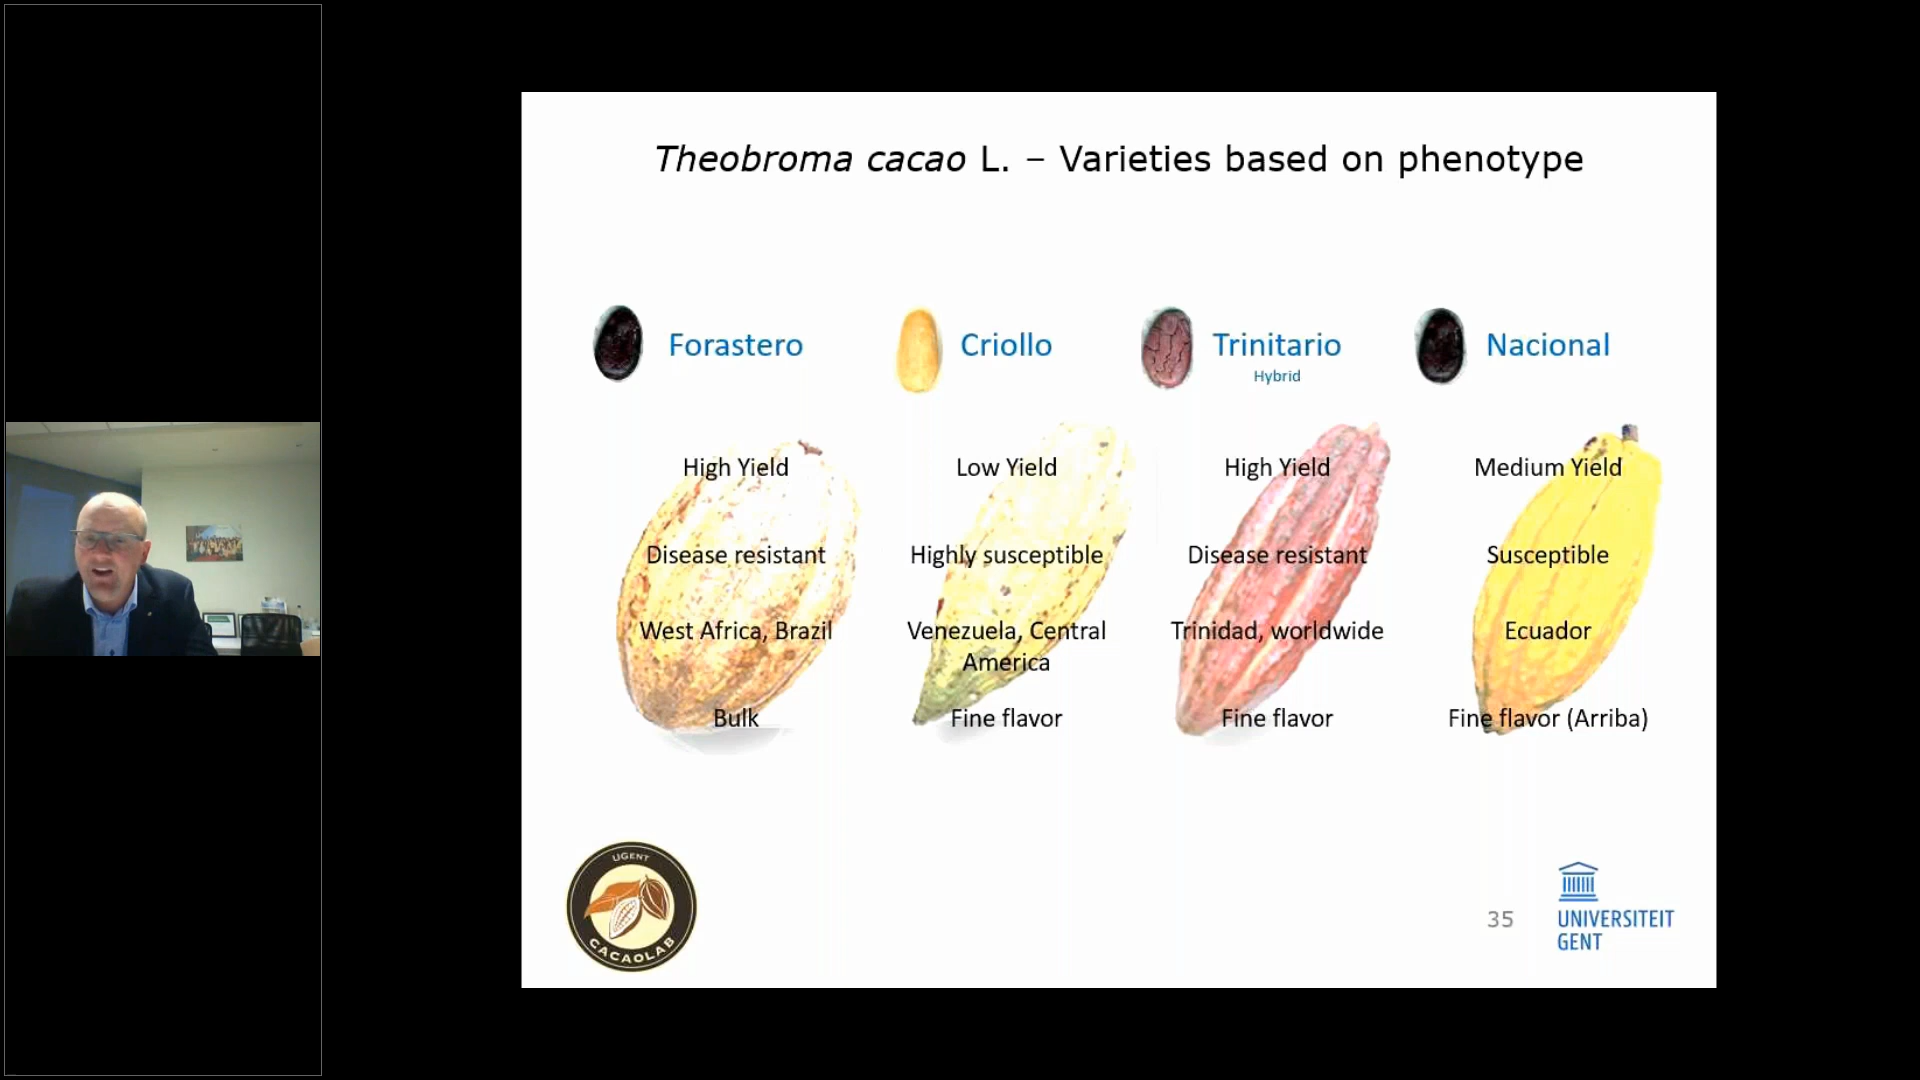 Theobroma cacao L. – Varieties based on phenotype
Forastero
Criollo
Trinitario
Hybrid
Nacional
High Yield
Low Yield
High Yield
Medium Yield
Disease resistant
Highly susceptible
Disease resistant
Susceptible
West Africa, Brazil
Venezuela, Central
America
Trinidad, worldwide
Ecuador
Bulk
Fine flavor
Fine flavor
Fine flavor (Arriba)
UGENT
CACAOLAB
35
UNIVERSITEIT
GENT